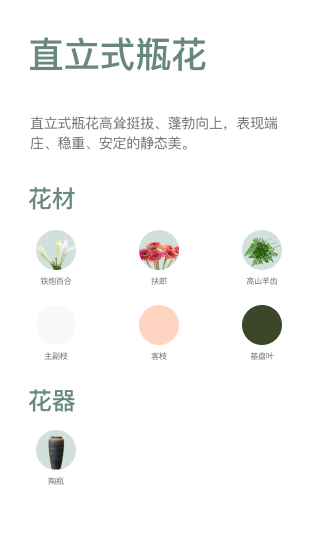 直立式瓶花
直立式瓶花高耸挺拔、蓬勃向上，表现端
庄、稳重、安定的静态美。
花材
铁炮百合 扶郎 高山羊齿
主副枝 客枝 基盘叶
花器
陶瓶